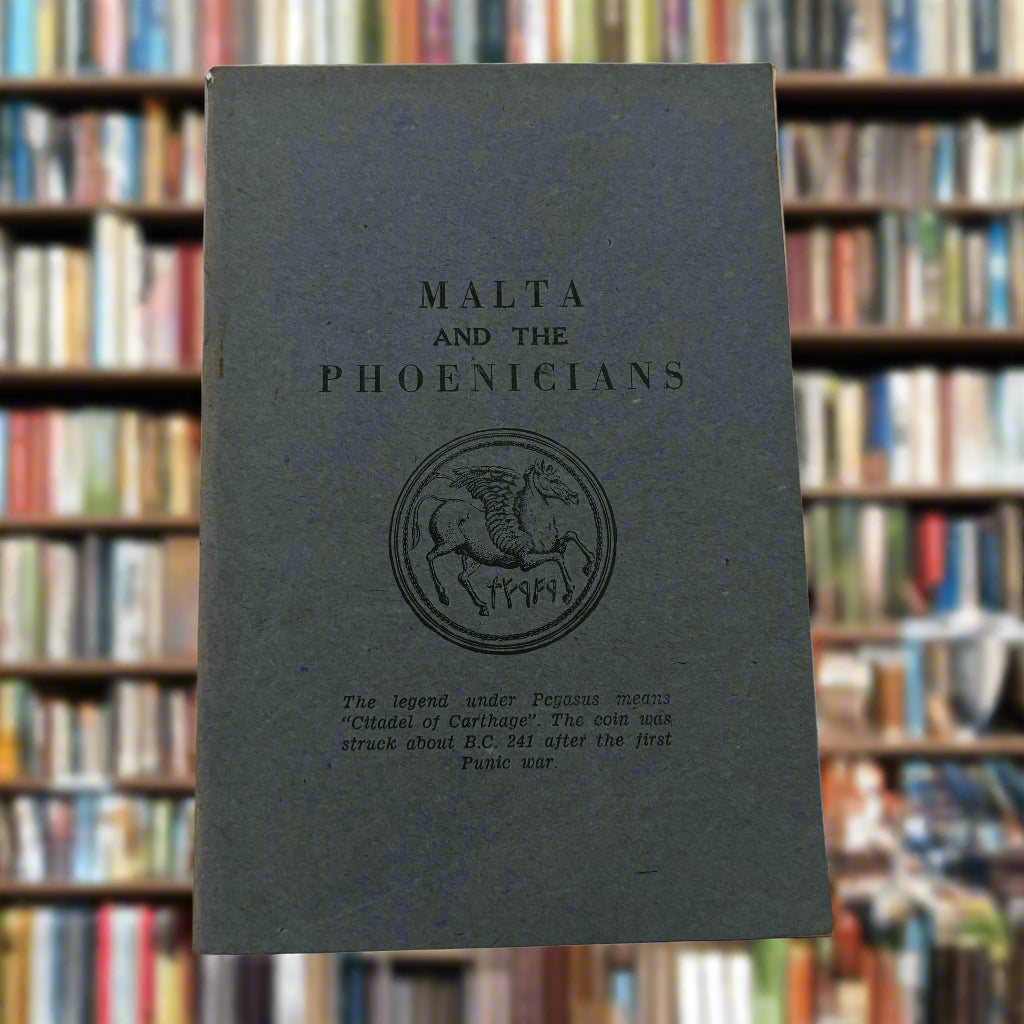 MALTA
AND THE
PHOENICIANS
𐤁𐤀𐤓𐤑𐤕
The legend under Pegasus means
"Citadel of Carthage". The coin was
struck about B.C. 241 after the first
Punic war.